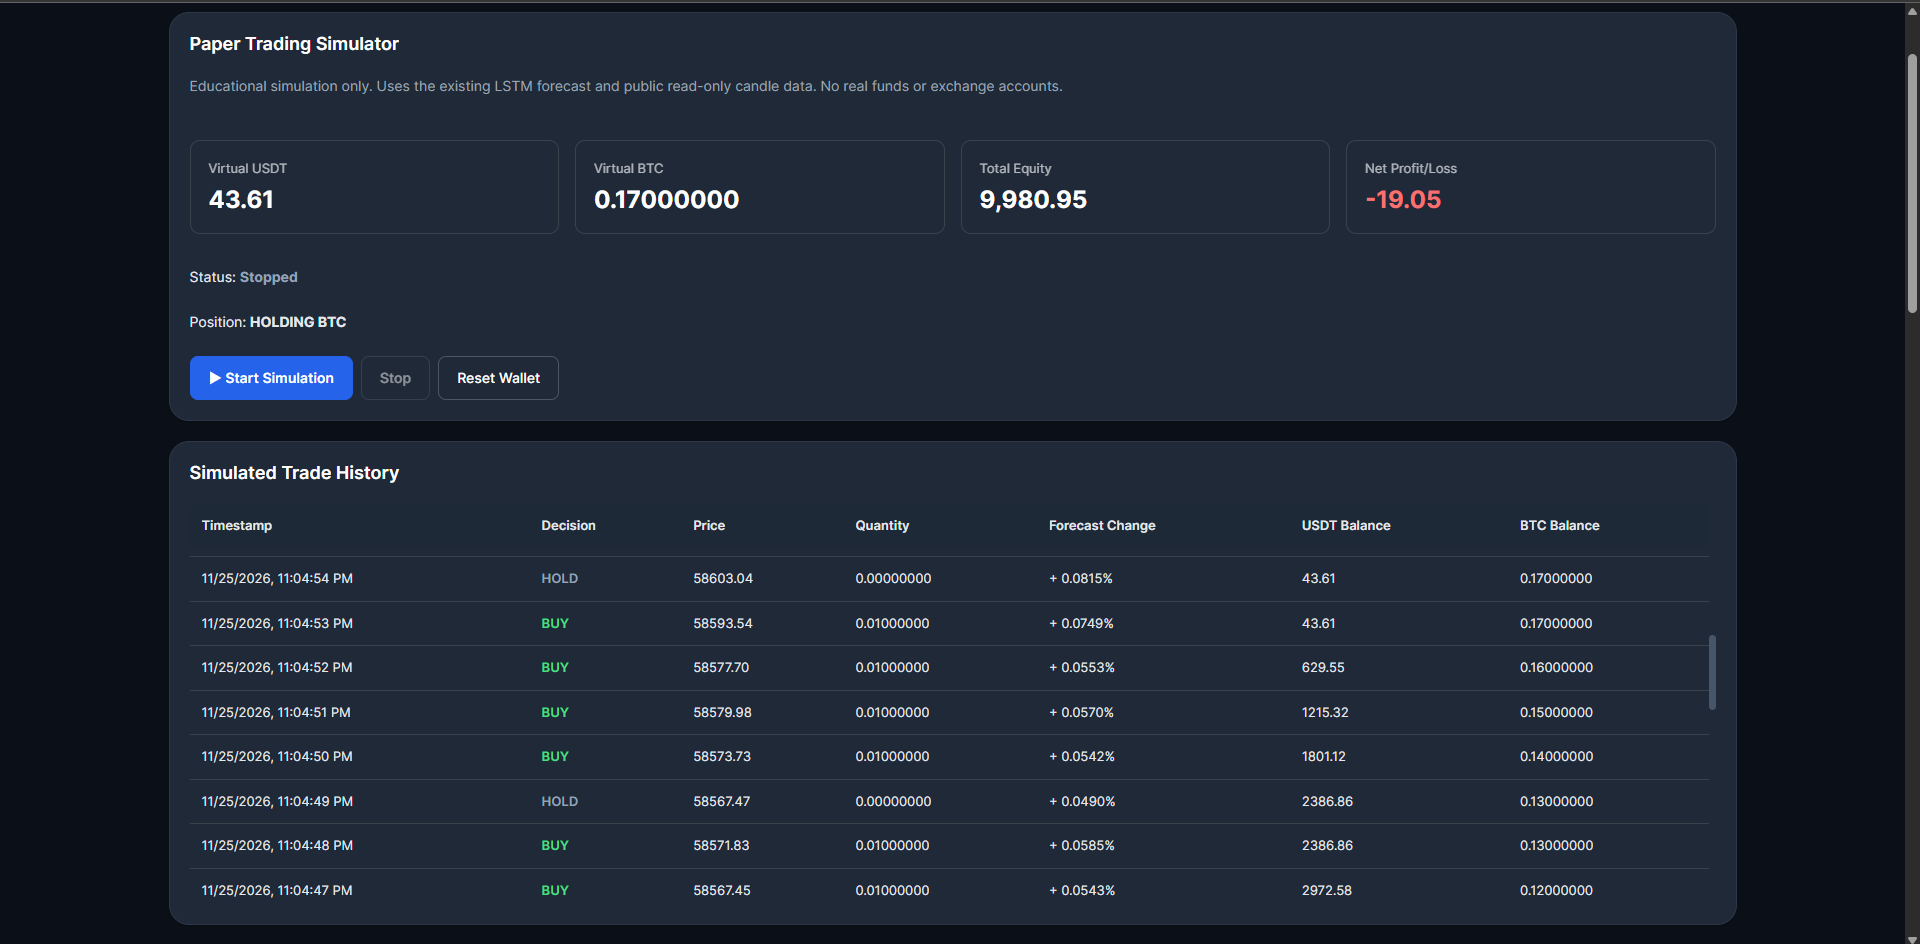 Paper Trading Simulator
Educational simulation only. Uses the existing LSTM forecast and public read-only candle data. No real funds or exchange accounts.
Virtual USDT Virtual BTC Total Equity Net Profit/Loss
43.61 0.17000000 9,980.95 -19.05
Status: Stopped
Position: HOLDING BTC
▶ Start Simulation Stop Reset Wallet
Simulated Trade History
Timestamp Decision Price Quantity Forecast Change USDT Balance BTC Balance
11/25/2026, 11:04:54 PM HOLD 58603.04 0.00000000 + 0.0815% 43.61 0.17000000
11/25/2026, 11:04:53 PM BUY 58593.54 0.01000000 + 0.0749% 43.61 0.17000000
11/25/2026, 11:04:52 PM BUY 58577.70 0.01000000 + 0.0553% 629.55 0.16000000
11/25/2026, 11:04:51 PM BUY 58579.98 0.01000000 + 0.0570% 1215.32 0.15000000
11/25/2026, 11:04:50 PM BUY 58573.73 0.01000000 + 0.0542% 1801.12 0.14000000
11/25/2026, 11:04:49 PM HOLD 58567.47 0.00000000 + 0.0490% 2386.86 0.13000000
11/25/2026, 11:04:48 PM BUY 58571.83 0.01000000 + 0.0585% 2386.86 0.13000000
11/25/2026, 11:04:47 PM BUY 58567.45 0.01000000 + 0.0543% 2972.58 0.12000000